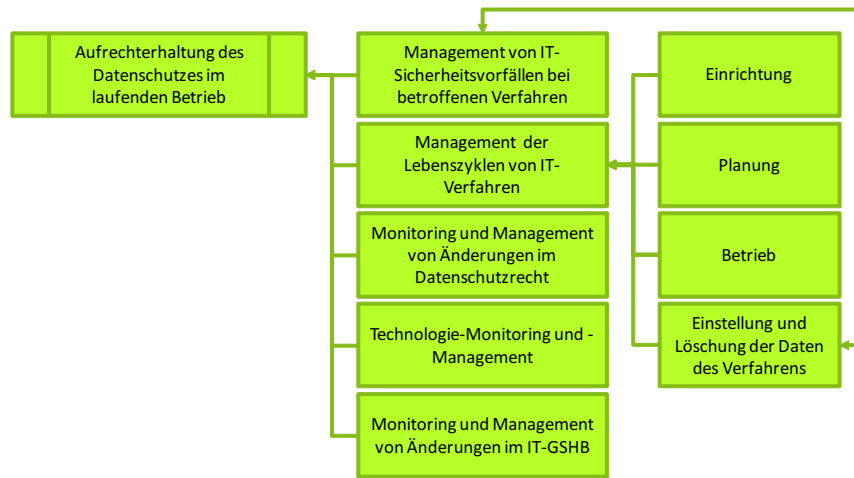 Aufrechterhaltung des
Datenschutzes im
laufenden Betrieb
Management von IT-
Sicherheitsvorfällen bei
betroffenen Verfahren
Management der
Lebenszyklen von IT-
Verfahren
Monitoring und Management
von Änderungen im
Datenschutzrecht
Technologie-Monitoring und -
Management
Monitoring und Management
von Änderungen im IT-GSHB
Einrichtung
Planung
Betrieb
Einstellung und
Löschung der Daten
des Verfahrens